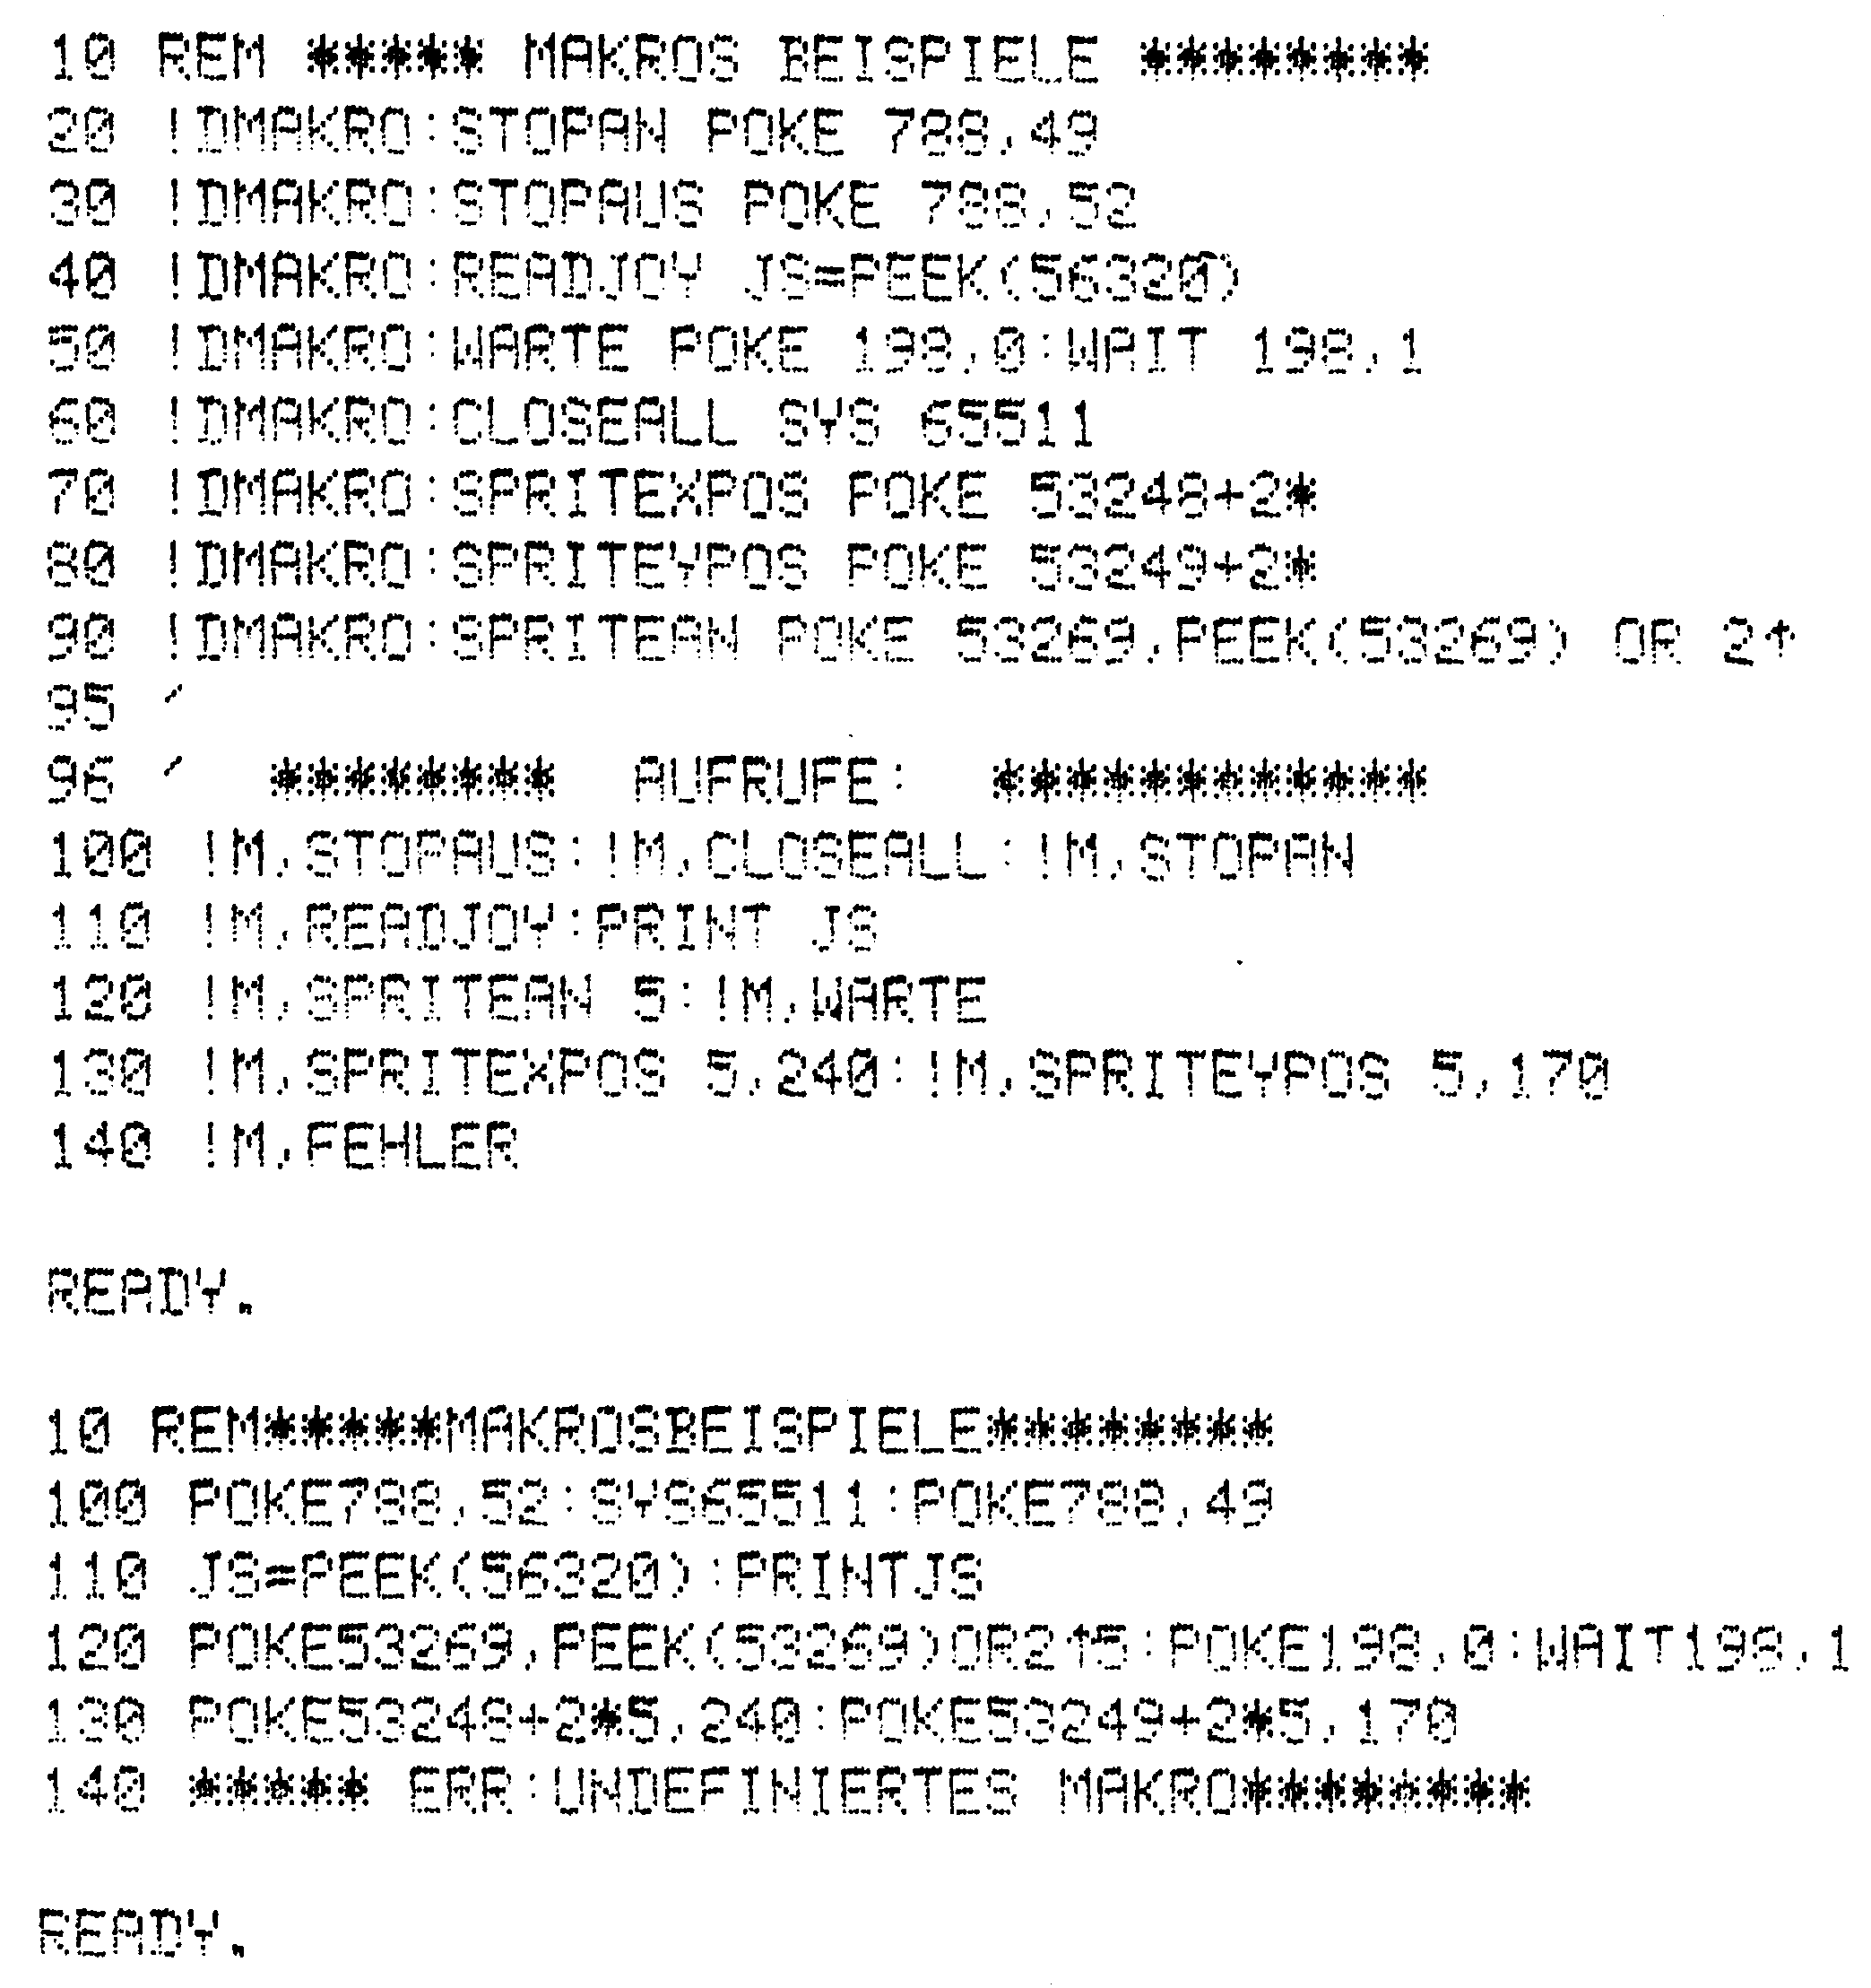 10 REM ***** MAKROS BEISPIELE ********
20 !DMAKRO:STOPAN POKE 788,49
30 !DMAKRO:STOPAUS POKE 788,52
40 !DMAKRO:READJOY JS=PEEK(56320)
50 !DMAKRO:WARTE POKE 198,0:WAIT 198,1
60 !DMAKRO:CLOSEALL SYS 65511
70 !DMAKRO:SPRITEXPOS POKE 53248+2*
80 !DMAKRO:SPRITEYPOS POKE 53249+2*
90 !DMAKRO:SPRITEAN POKE 53269,PEEK(53269) OR 2↑
95 '
96 '  ********  AUFRUFE:  ************
100 !M,STOPAUS:!M,CLOSEALL:!M,STOPAN
110 !M,READJOY:PRINT JS
120 !M,SPRITEAN 5:!M,WARTE
130 !M,SPRITEXPOS 5,240:!M,SPRITEYPOS 5,170
140 !M,FEHLER
READY.
10 REM*****MAKROSBEISPIELE********
100 POKE788,52:SYS65511:POKE788,49
110 JS=PEEK(56320):PRINTJS
120 POKE53269,PEEK(53269)OR2↑5:POKE198,0:WAIT198,1
130 POKE53248+2*5,240:POKE53249+2*5,170
140 ***** ERR:UNDEFINIERTES MAKRO********
READY.